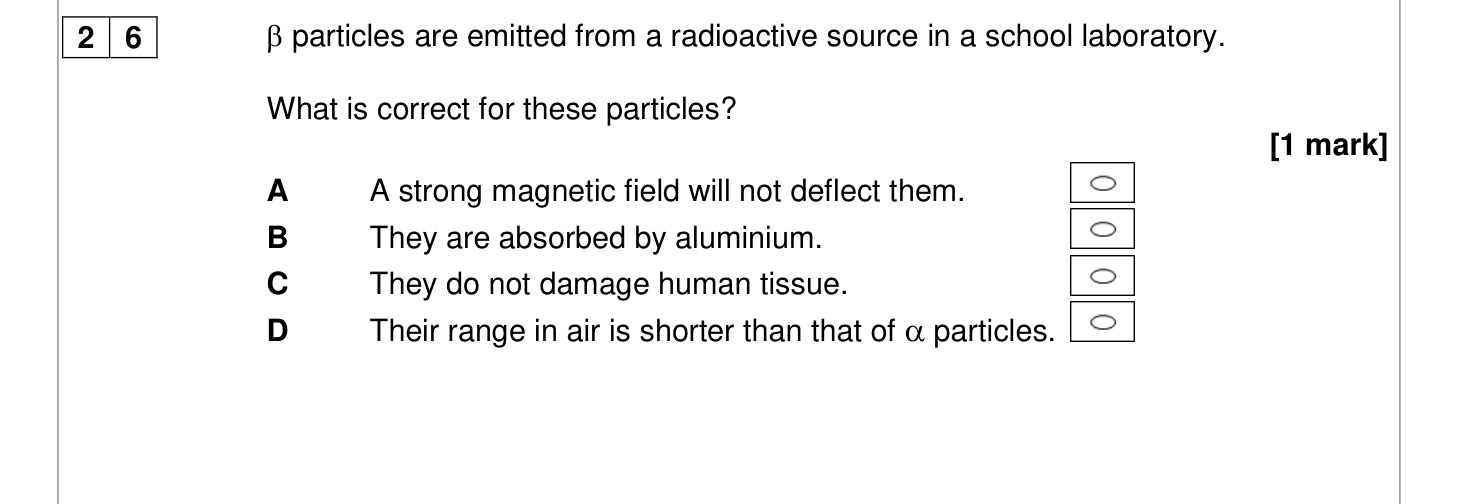 2 6 β particles are emitted from a radioactive source in a school laboratory.
What is correct for these particles?
[1 mark]
A A strong magnetic field will not deflect them.
B They are absorbed by aluminium.
C They do not damage human tissue.
D Their range in air is shorter than that of α particles.